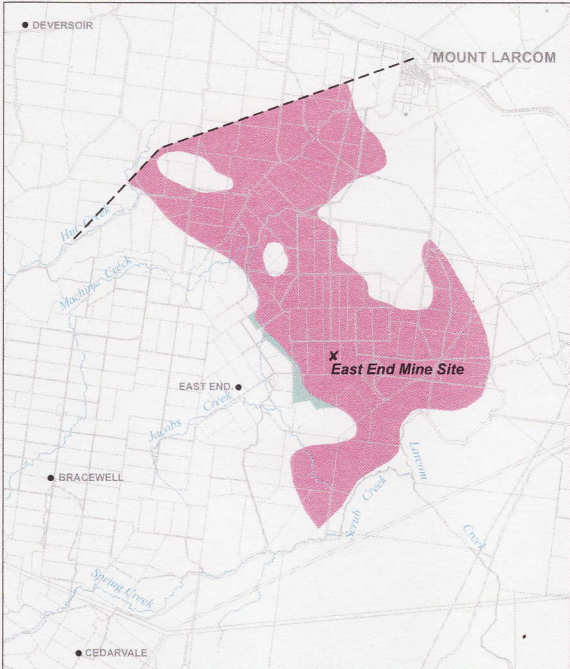 DEVERSOIR
MOUNT LARCOM
Hut Creek
Machine Creek
East End Mine Site
EAST END
Jacobs Creek
BRACEWELL
Larcom Creek
Scrub Creek
Spring Creek
CEDARVALE